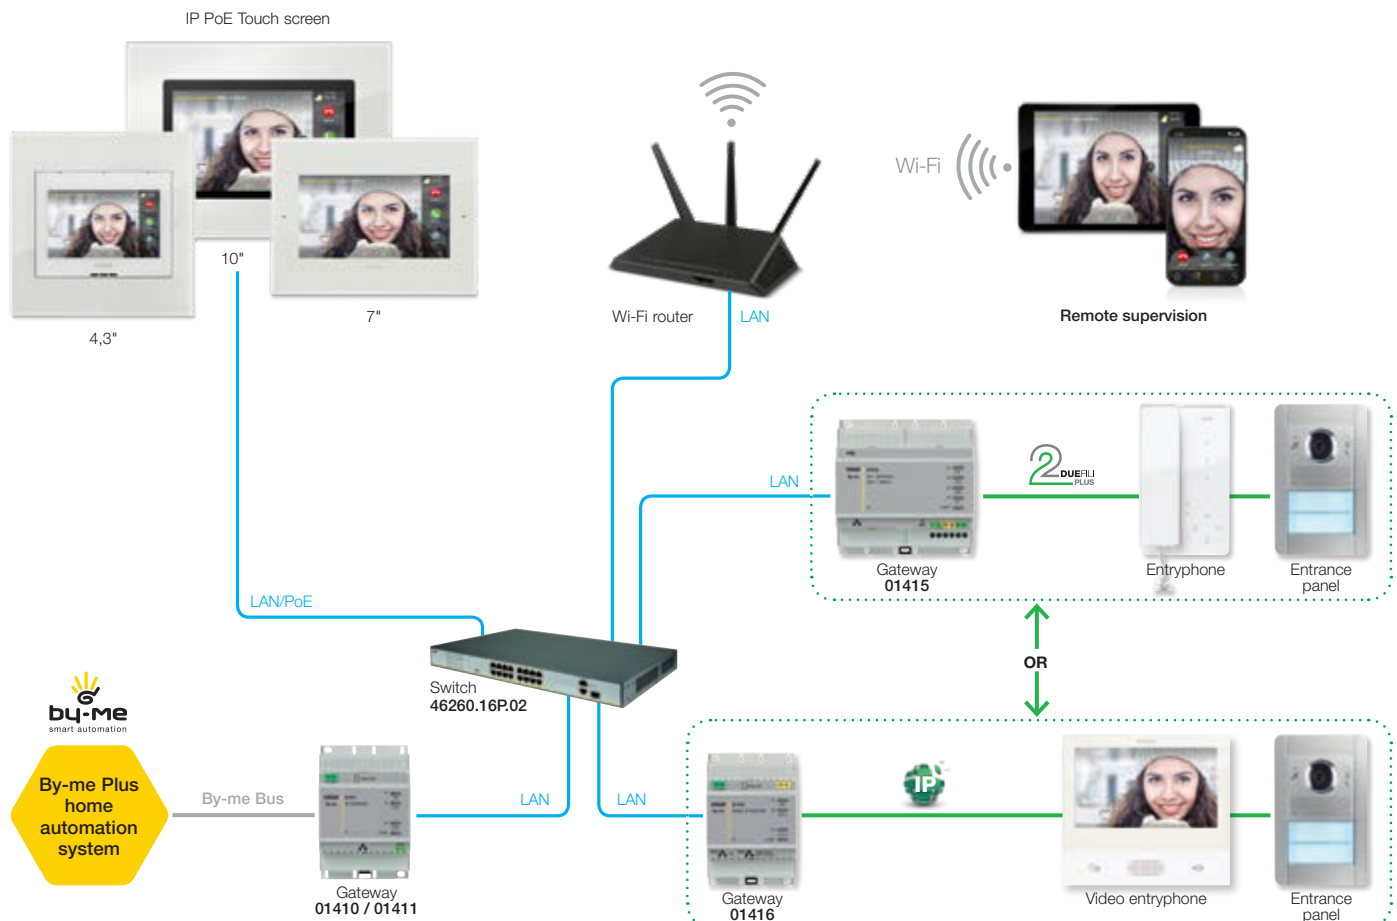 IP PoE Touch screen
10"
7"
4,3"
Wi-Fi router
LAN
Wi-Fi
Remote supervision
LAN
2 DUEFILI
PLUS
Gateway
01415
Entryphone
Entrance
panel
OR
LAN/PoE
Switch
46260.16P.02
by-me
smart automation
By-me Plus
home
automation
system
By-me Bus
Gateway
01410 / 01411
LAN
LAN
Gateway
01416
IP
Video entryphone
Entrance
panel